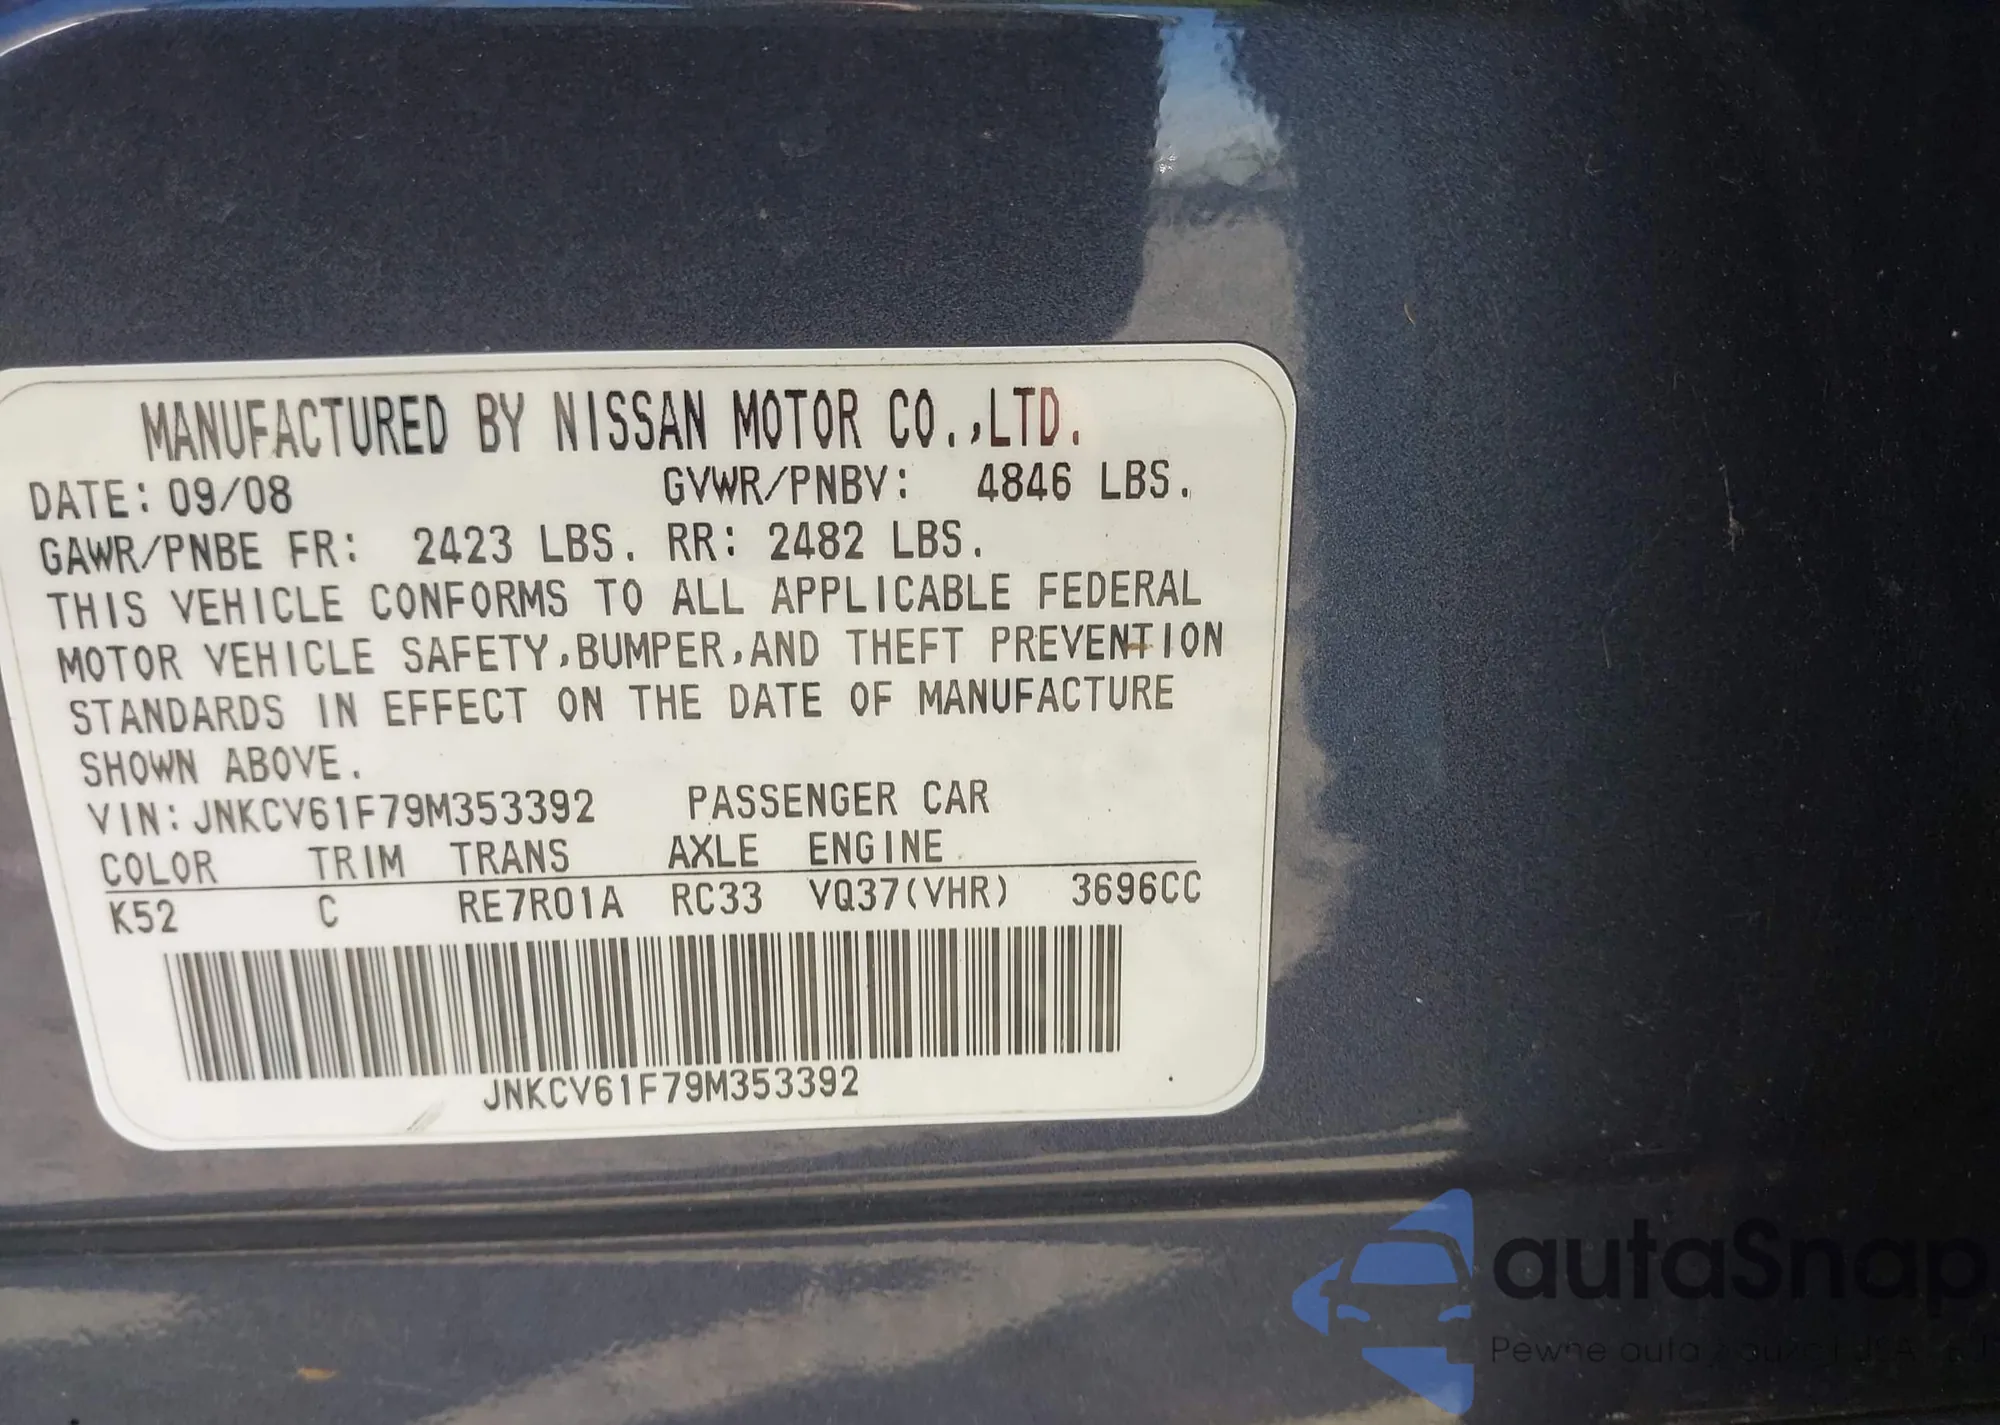 MANUFACTURED BY NISSAN MOTOR CO.,LTD.
DATE: 09/08 GVWR/PNBV: 4846 LBS.
GAWR/PNBE FR: 2423 LBS. RR: 2482 LBS.
THIS VEHICLE CONFORMS TO ALL APPLICABLE FEDERAL
MOTOR VEHICLE SAFETY,BUMPER,AND THEFT PREVENTION
STANDARDS IN EFFECT ON THE DATE OF MANUFACTURE
SHOWN ABOVE.
VIN: JNKCV61F79M353392 PASSENGER CAR
COLOR TRIM TRANS AXLE ENGINE
K52 C RE7R01A RC33 VQ37(VHR) 3696CC
JNKCV61F79M353392
autaSnap
Pewne auta z